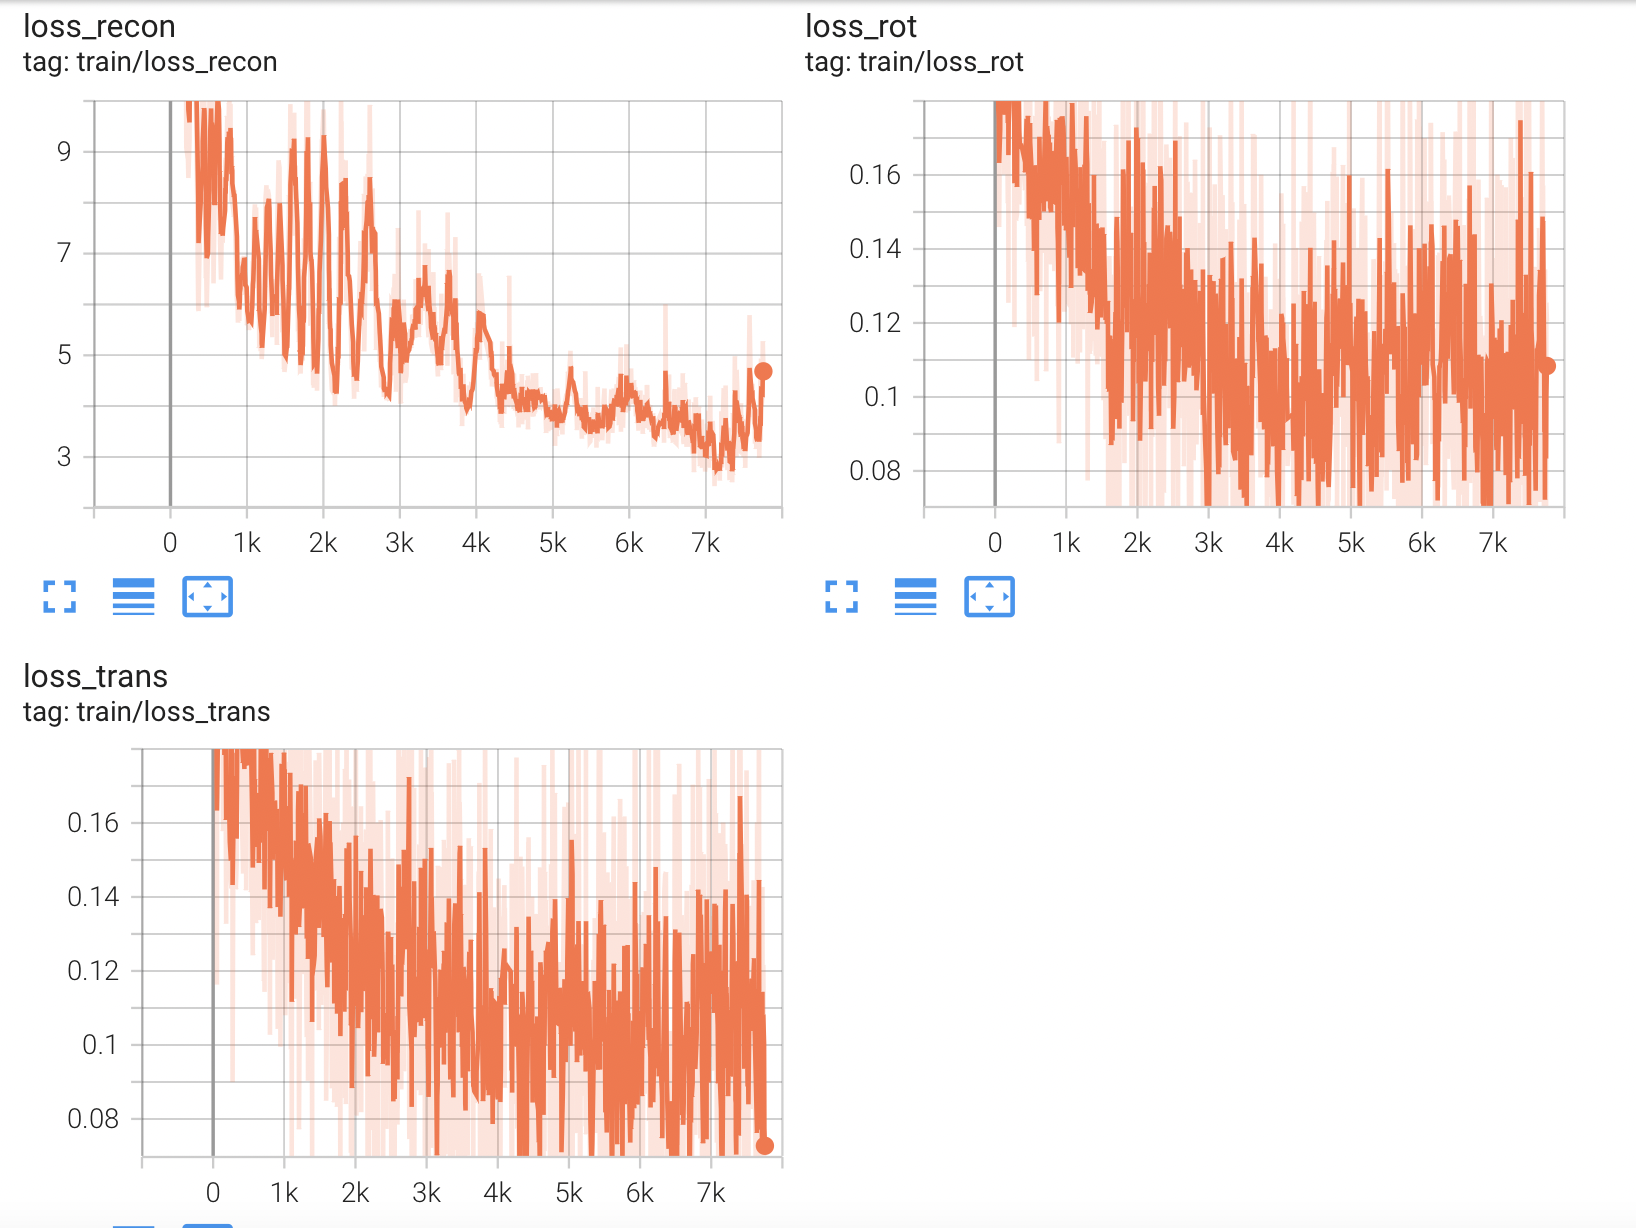 loss_recon
tag: train/loss_recon
9
7
5
3
0 1k 2k 3k 4k 5k 6k 7k
loss_rot
tag: train/loss_rot
0.16
0.14
0.12
0.1
0.08
0 1k 2k 3k 4k 5k 6k 7k
loss_trans
tag: train/loss_trans
0.16
0.14
0.12
0.1
0.08
0 1k 2k 3k 4k 5k 6k 7k